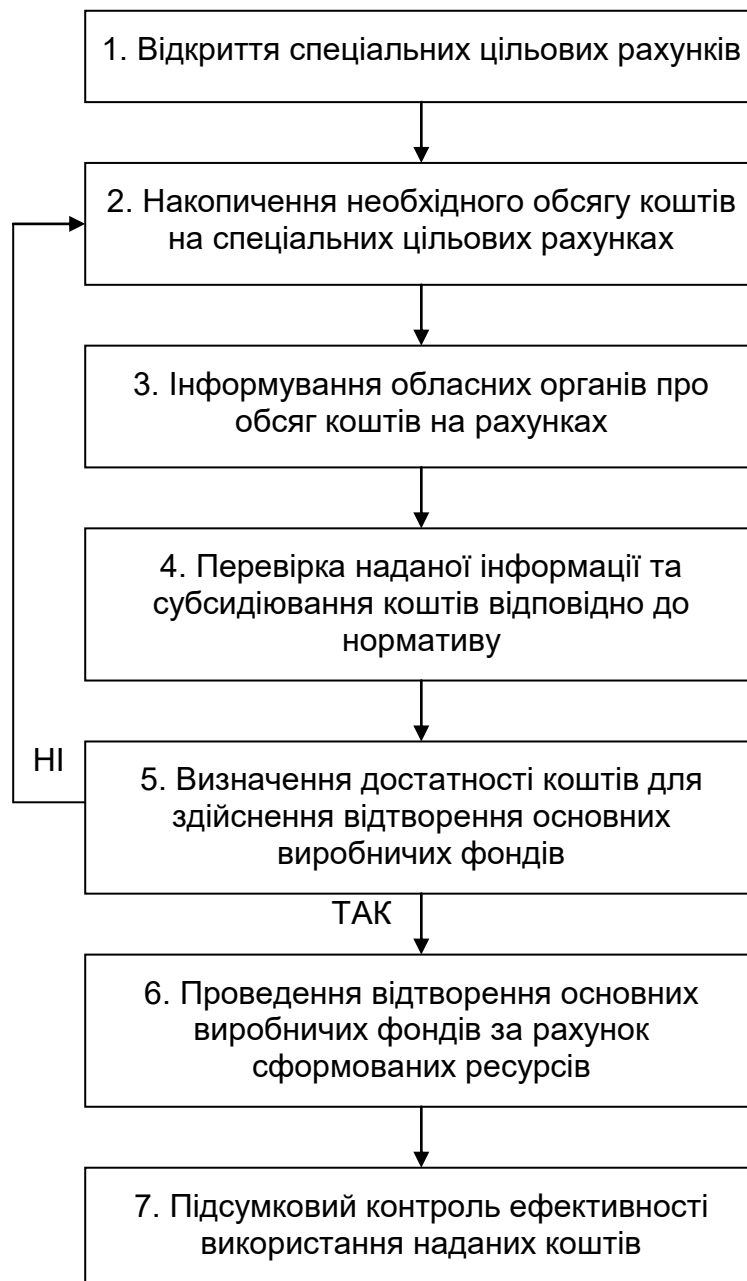 1. Відкриття спеціальних цільових рахунків
2. Накопичення необхідного обсягу коштів
на спеціальних цільових рахунках
3. Інформування обласних органів про
обсяг коштів на рахунках
4. Перевірка наданої інформації та
субсидіювання коштів відповідно до
нормативу
НІ
5. Визначення достатності коштів для
здійснення відтворення основних
виробничих фондів
ТАК
6. Проведення відтворення основних
виробничих фондів за рахунок
сформованих ресурсів
7. Підсумковий контроль ефективності
використання наданих коштів